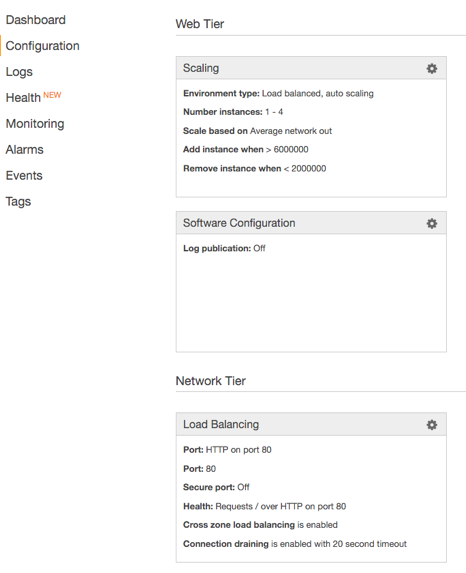 Dashboard
Configuration
Logs
Health NEW
Monitoring
Alarms
Events
Tags
Web Tier
Scaling
Environment type: Load balanced, auto scaling
Number instances: 1 - 4
Scale based on Average network out
Add instance when > 6000000
Remove instance when < 2000000
Software Configuration
Log publication: Off
Network Tier
Load Balancing
Port: HTTP on port 80
Port: 80
Secure port: Off
Health: Requests / over HTTP on port 80
Cross zone load balancing is enabled
Connection draining is enabled with 20 second timeout